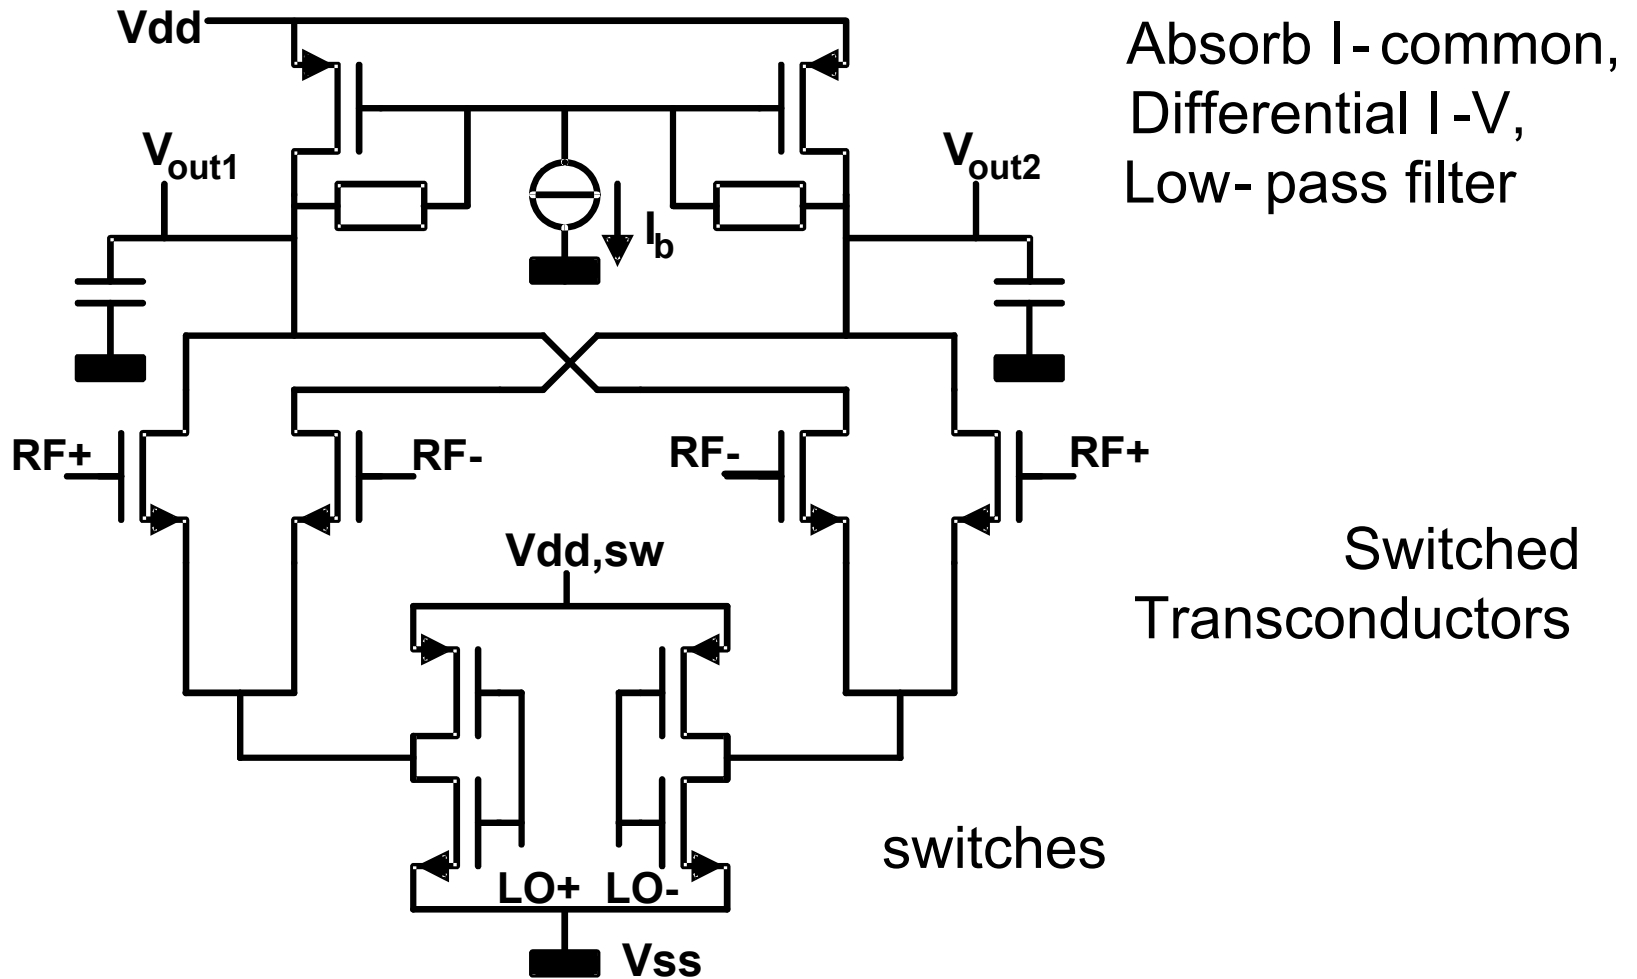 Vdd
Absorb I-common,
Differential I-V,
Low-pass filter
Vout1
Vout2
Ib
RF+
RF-
RF-
RF+
Vdd,sw
Switched
Transconductors
switches
LO+
LO-
Vss